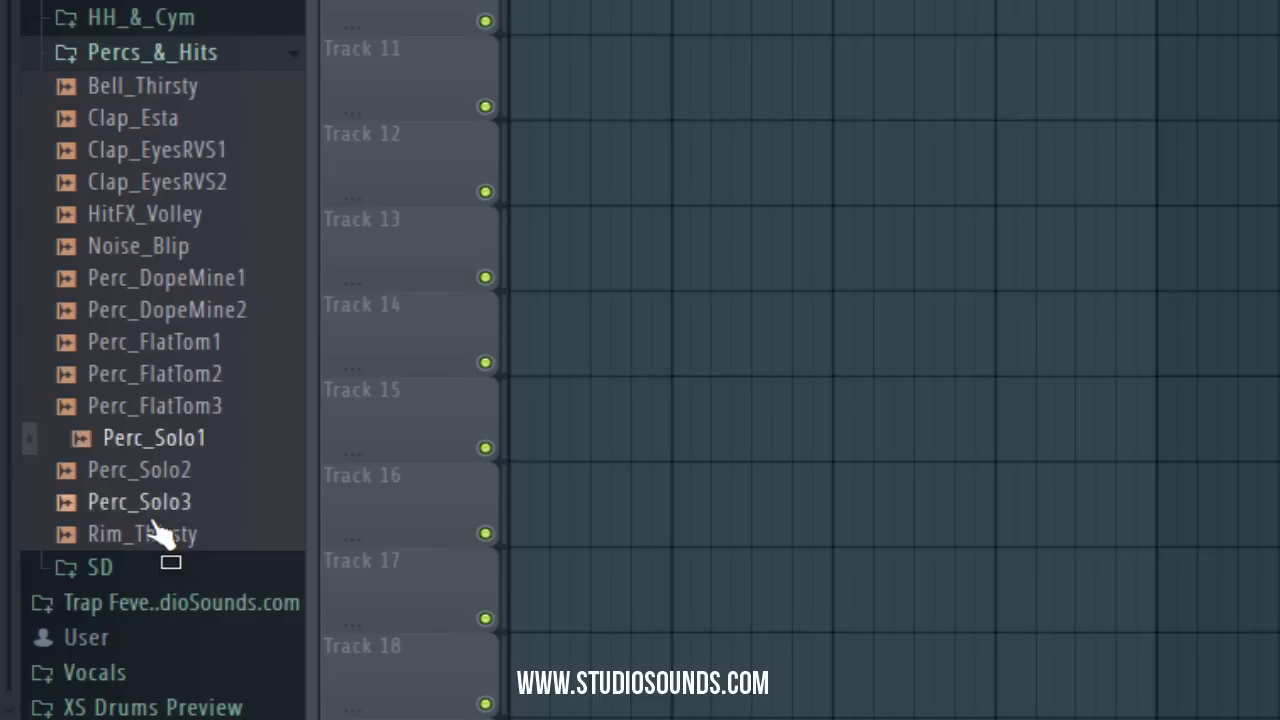 HH_&_Cym
Percs_&_Hits
Bell_Thirsty
Clap_Esta
Clap_EyesRVS1
Clap_EyesRVS2
HitFX_Volley
Noise_Blip
Perc_DopeMine1
Perc_DopeMine2
Perc_FlatTom1
Perc_FlatTom2
Perc_FlatTom3
Perc_Solo1
Perc_Solo2
Perc_Solo3
Rim_Thirsty
SD
Trap Feve..dioSounds.com
User
Vocals
XS Drums Preview
...
Track 11
...
Track 12
...
Track 13
...
Track 14
...
Track 15
...
Track 16
...
Track 17
...
Track 18
...
WWW.STUDIOSOUNDS.COM